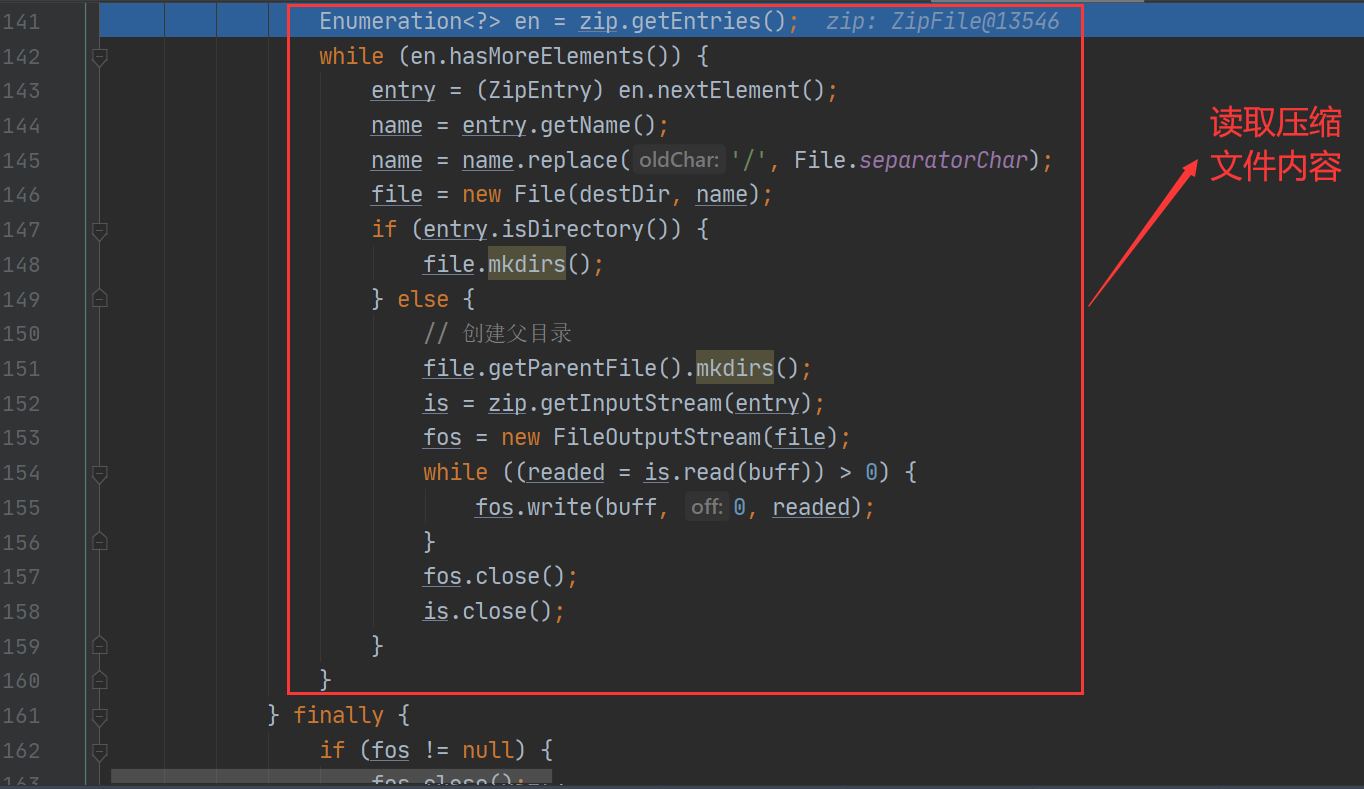 141 Enumeration<?> en = zip.getEntries(); zip: ZipFile@13546
142 while (en.hasMoreElements()) {
143 entry = (ZipEntry) en.nextElement();
144 name = entry.getName();
145 name = name.replace( oldChar: '/', File.separatorChar);
146 file = new File(destDir, name);
147 if (entry.isDirectory()) {
148 file.mkdirs();
149 } else {
150 // 创建父目录
151 file.getParentFile().mkdirs();
152 is = zip.getInputStream(entry);
153 fos = new FileOutputStream(file);
154 while ((readed = is.read(buff)) > 0) {
155 fos.write(buff, off: 0, readed);
156 }
157 fos.close();
158 is.close();
159 }
160 }
161 } finally {
162 if (fos != null) {
163 fos.close();
读取压缩
文件内容